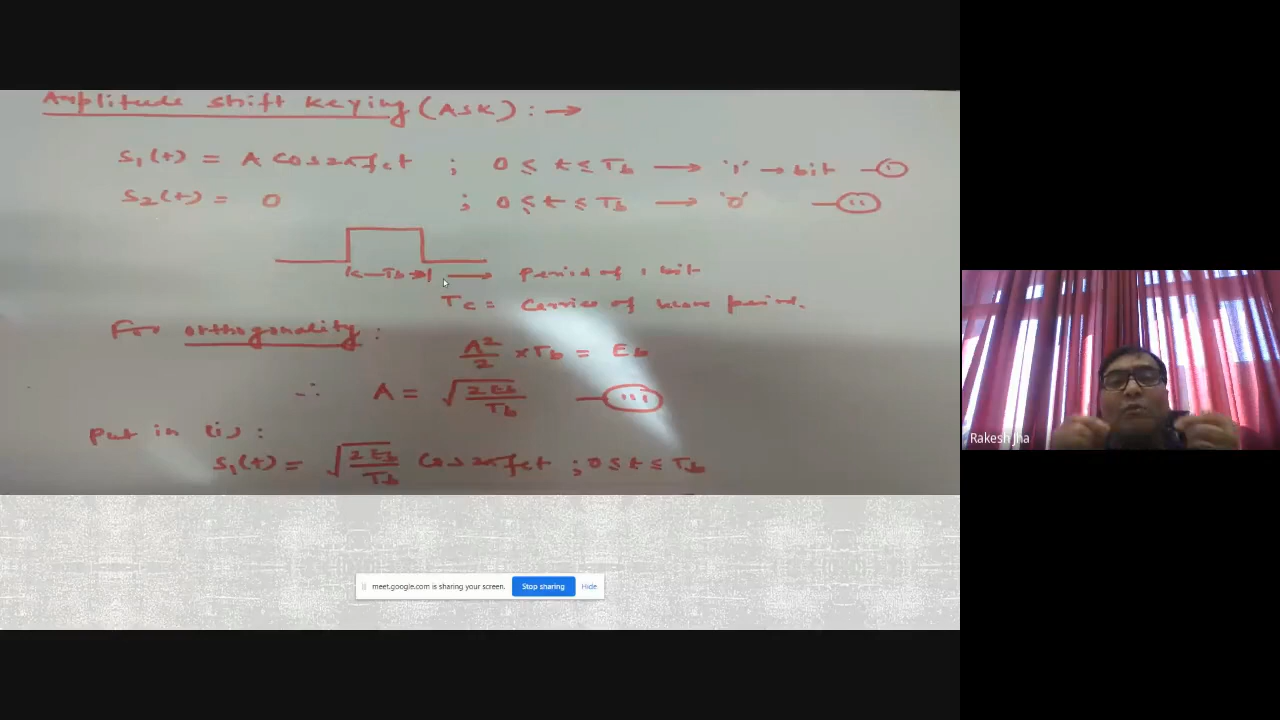 Amplitude shift keying (ASK) : →
S₁(t) = A cos2πfct ; 0 ≤ t ≤ Tb → '1' → bit — (i)
S₂(t) = 0 ; 0 ≤ t ≤ Tb → '0' — (ii)
|←Tb→| → period of 1 bit
Tc = Carrier of wave period.
For orthogonality :
A²/2 × Tb = Eb
∴ A = √(2Eb/Tb) — (iii)
put in (i) :
S₁(t) = √(2Eb/Tb) cos2πfct ; 0 ≤ t ≤ Tb
Rakesh Jha
meet.google.com is sharing your screen. Stop sharing Hide